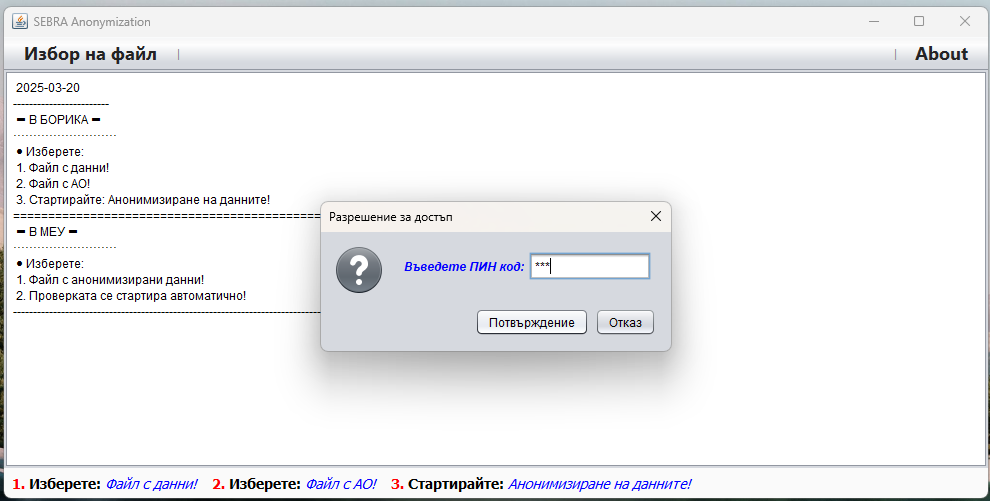 SEBRA Anonymization
Избор на файл
About
2025-03-20
━ В БОРИКА ━
● Изберете:
1. Файл с данни!
2. Файл с АО!
3. Стартирайте: Анонимизиране на данните!
━ В МЕУ ━
● Изберете:
1. Файл с анонимизирани данни!
2. Проверката се стартира автоматично!
Разрешение за достъп
Въведете ПИН код: ***
Потвърждение Отказ
1. Изберете: Файл с данни! 2. Изберете: Файл с АО! 3. Стартирайте: Анонимизиране на данните!